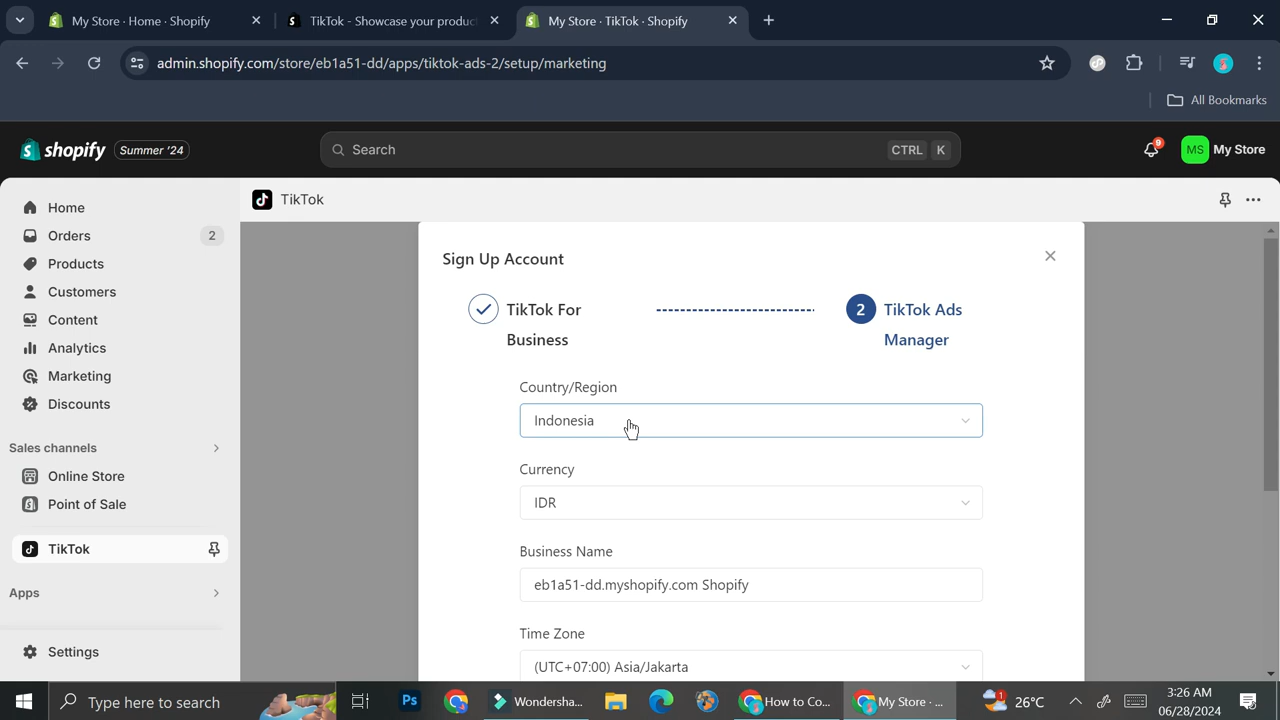 My Store · Home · Shopify
TikTok - Showcase your produc
My Store · TikTok · Shopify
admin.shopify.com/store/eb1a51-dd/apps/tiktok-ads-2/setup/marketing
All Bookmarks
shopify
Summer '24
Search
CTRL K
9
MS
My Store
Home
Orders
2
Products
Customers
Content
Analytics
Marketing
Discounts
Sales channels
Online Store
Point of Sale
TikTok
Apps
Settings
TikTok
Sign Up Account
TikTok For
Business
2
TikTok Ads
Manager
Country/Region
Indonesia
Currency
IDR
Business Name
eb1a51-dd.myshopify.com Shopify
Time Zone
(UTC+07:00) Asia/Jakarta
Type here to search
Ps
Wondersha...
How to Co...
My Store · ...
1
26°C
3:26 AM
06/28/2024